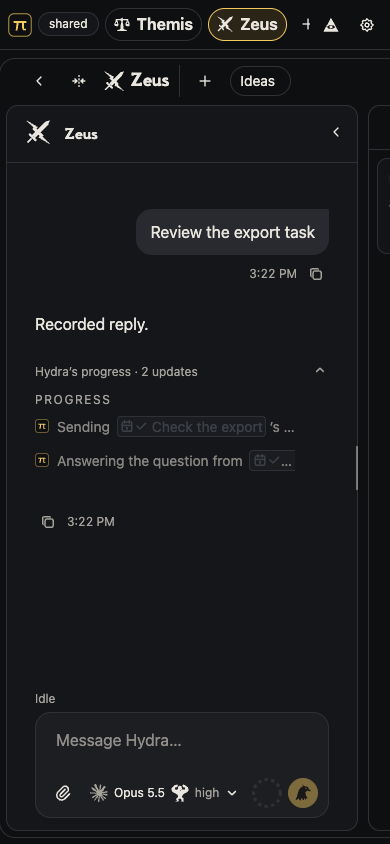 π shared Themis Zeus
Zeus Ideas
Zeus
Review the export task
3:22 PM
Recorded reply.
Hydra's progress · 2 updates
PROGRESS
π Sending Check the export 's ...
π Answering the question from ...
3:22 PM
Idle
Message Hydra...
Opus 5.5 high